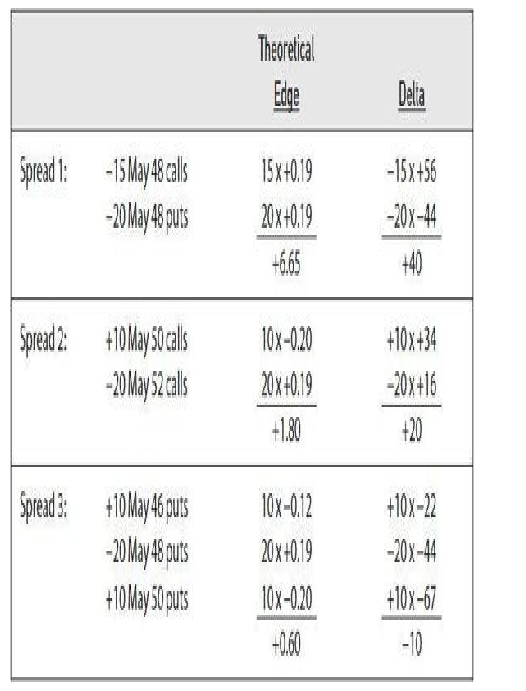 Theoretical
Edge Delta
Spread 1: –15 May 48 calls 15 x +0.19 –15 x +56
–20 May 48 puts 20 x +0.19 –20 x –44
+6.65 +40
Spread 2: +10 May 50 calls 10 x –0.20 +10 x +34
–20 May 52 calls 20 x +0.19 –20 x +16
+1.80 +20
Spread 3: +10 May 46 puts 10 x –0.12 +10 x –22
–20 May 48 puts 20 x +0.19 –20 x –44
+10 May 50 puts 10 x –0.20 +10 x –67
+0.60 –10